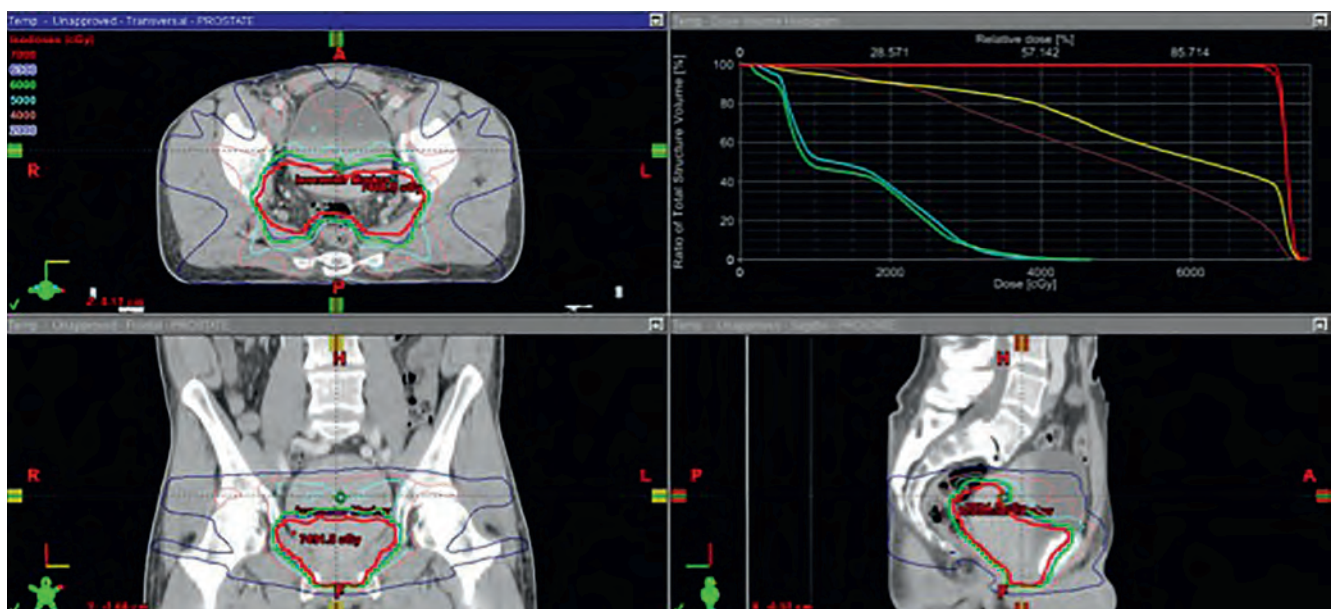 Temp - Unapproved - Transversal - PROSTATE
Isodoses [cGy]
7000
6300
6000
5000
4000
2000
A
R
L
P
Temp - Dose Volume Histogram
Relative dose [%]
0
28.571
57.142
85.714
Ratio of Total Structure Volume [%]
100
80
60
40
20
0
0
2000
4000
6000
Dose [cGy]
Temp - Unapproved - Frontal - PROSTATE
H
R
L
7491.8 cGy
F
Temp - Unapproved - Sagittal - PROSTATE
H
P
A
F